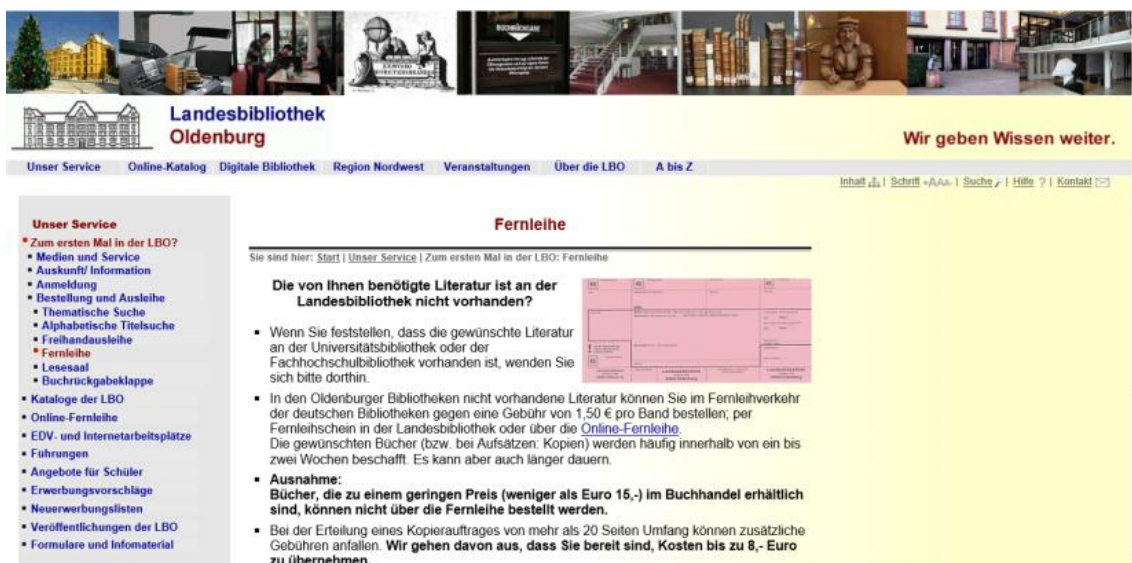 BUCHRÜCKGABE
Landesbibliothek
Oldenburg
Wir geben Wissen weiter.
Unser Service Online-Katalog Digitale Bibliothek Region Nordwest Veranstaltungen Über die LBO A bis Z
Inhalt | Schrift | Suche | Hilfe ? | Kontakt
Unser Service
Zum ersten Mal in der LBO?
Medien und Service
Auskunft/ Information
Anmeldung
Bestellung und Ausleihe
Thematische Suche
Alphabetische Titelsuche
Freihandausleihe
Fernleihe
Lesesaal
Buchrückgabeklappe
Kataloge der LBO
Online-Fernleihe
EDV- und Internetarbeitsplätze
Führungen
Angebote für Schüler
Erwerbungsvorschläge
Neuerwerbungslisten
Veröffentlichungen der LBO
Formulare und Infomaterial
Fernleihe
Sie sind hier: Start | Unser Service | Zum ersten Mal in der LBO: Fernleihe
Die von Ihnen benötigte Literatur ist an der
Landesbibliothek nicht vorhanden?
Wenn Sie feststellen, dass die gewünschte Literatur
an der Universitätsbibliothek oder der
Fachhochschulbibliothek vorhanden ist, wenden Sie
sich bitte dorthin.
In den Oldenburger Bibliotheken nicht vorhandene Literatur können Sie im Fernleihverkehr
der deutschen Bibliotheken gegen eine Gebühr von 1,50 € pro Band bestellen; per
Fernleihschein in der Landesbibliothek oder über die Online-Fernleihe.
Die gewünschten Bücher (bzw. bei Aufsätzen: Kopien) werden häufig innerhalb von ein bis
zwei Wochen beschafft. Es kann aber auch länger dauern.
Ausnahme:
Bücher, die zu einem geringen Preis (weniger als Euro 15,-) im Buchhandel erhältlich
sind, können nicht über die Fernleihe bestellt werden.
Bei der Erteilung eines Kopierauftrages von mehr als 20 Seiten Umfang können zusätzliche
Gebühren anfallen. Wir gehen davon aus, dass Sie bereit sind, Kosten bis zu 8,- Euro
zu übernehmen.